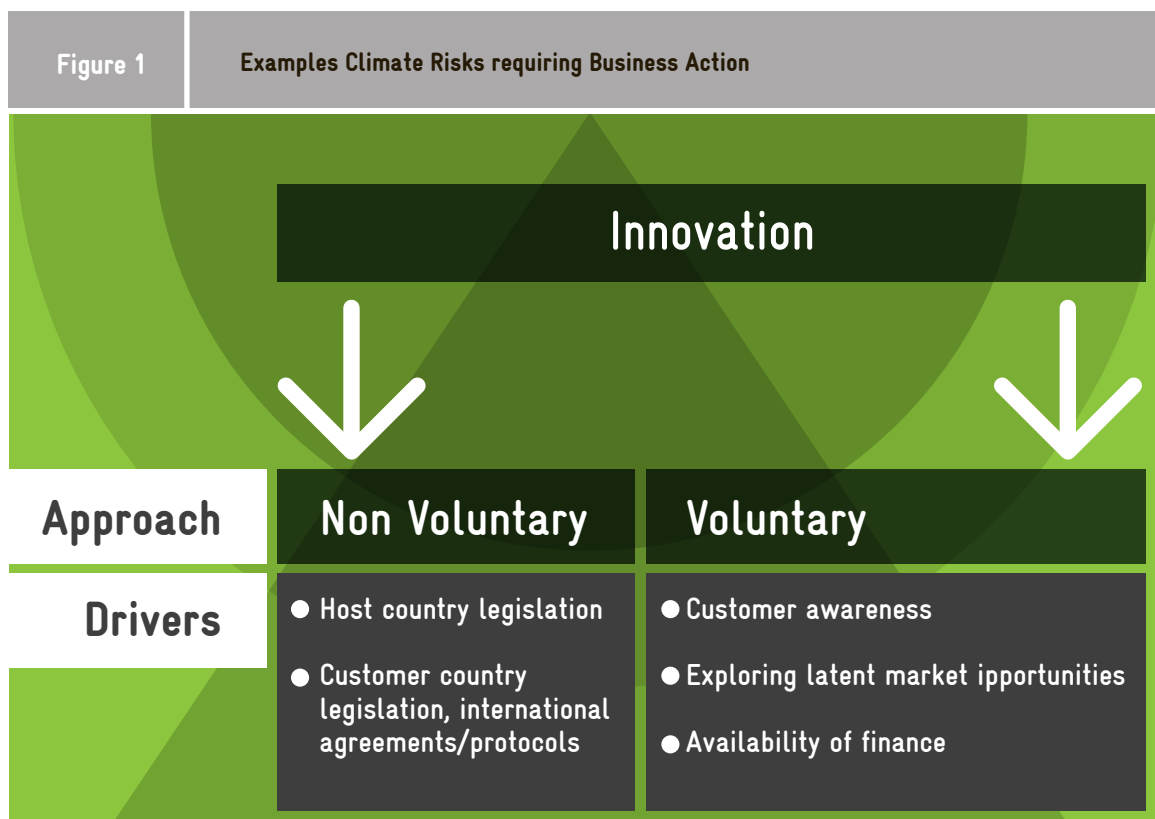 Figure 1
Examples Climate Risks requiring Business Action
Innovation
Approach
Non Voluntary
Voluntary
Drivers
Host country legislation
Customer country
legislation, international
agreements/protocols
Customer awareness
Exploring latent market ipportunities
Availability of finance